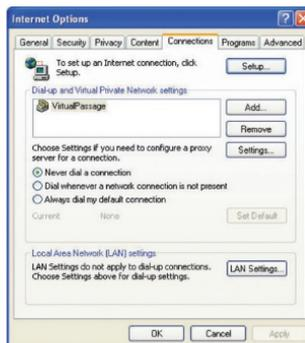 Internet Options
General Security Privacy Content Connections Programs Advanced
To set up an Internet connection, click Setup.
Setup...
Dial-up and Virtual Private Network settings
VirtualPassage
Add...
Remove
Choose Settings if you need to configure a proxy server for a connection.
Settings...
Never dial a connection
Dial whenever a network connection is not present
Always dial my default connection
Current None
Set Default
Local Area Network (LAN) settings
LAN Settings do not apply to dial-up connections. Choose Settings above for dial-up settings.
LAN Settings...
OK Cancel Apply